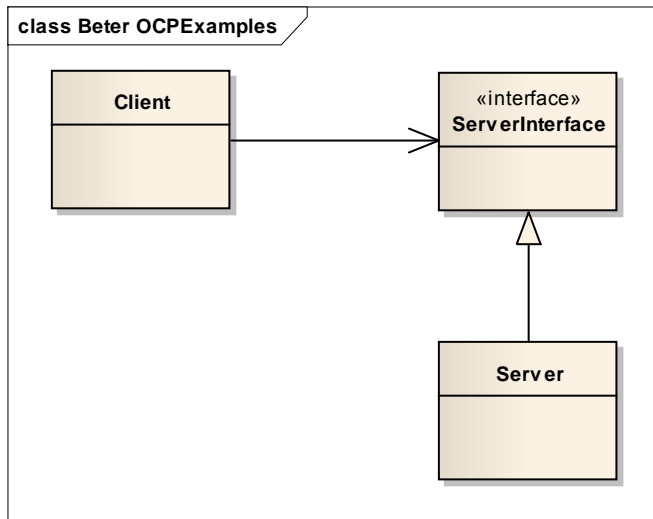 class Beter OCPExamples
Client
«interface»
ServerInterface
Server